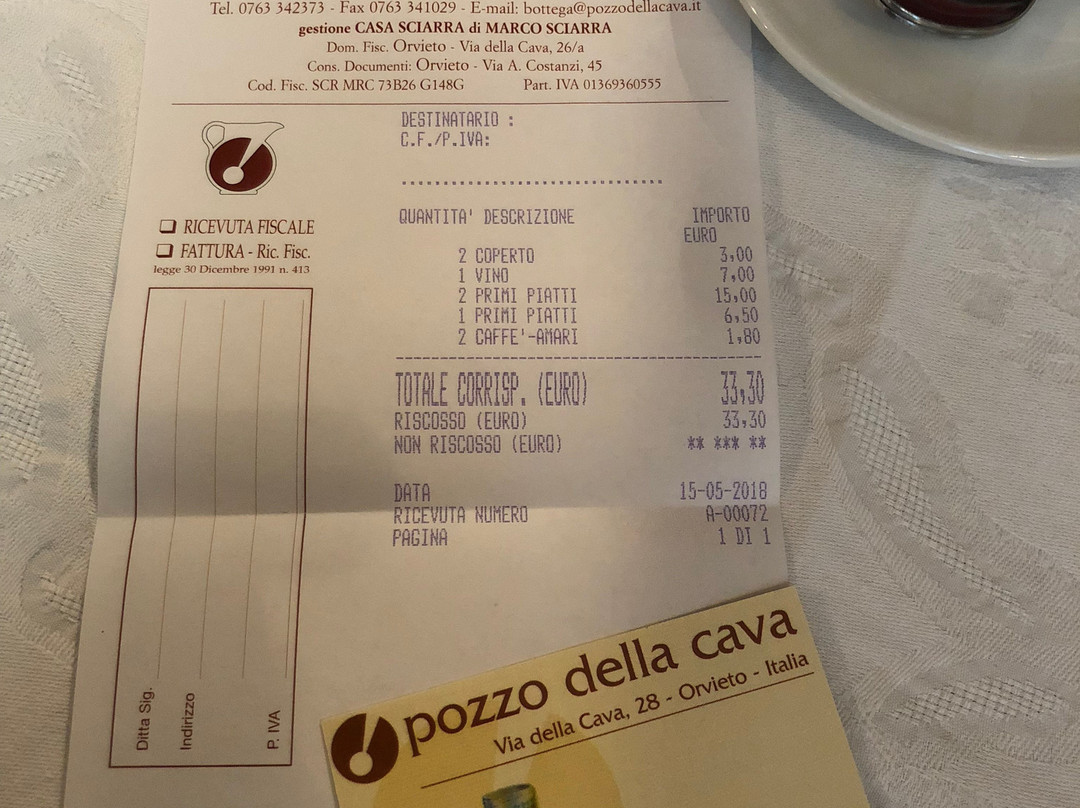 Tel. 0763 342373 - Fax 0763 341029 - E-mail: bottega@pozzodellacava.it
gestione CASA SCIARRA di MARCO SCIARRA
Dom. Fisc. Orvieto - Via della Cava, 26/a
Cons. Documenti: Orvieto - Via A. Costanzi, 45
Cod. Fisc. SCR MRC 73B26 G148G Part. IVA 01369360555
DESTINATARIO :
C.F./P.IVA:
RICEVUTA FISCALE
FATTURA - Ric. Fisc.
legge 30 Dicembre 1991 n. 413
QUANTITA' DESCRIZIONE IMPORTO
EURO
2 COPERTO 3,00
1 VINO 7,00
2 PRIMI PIATTI 15,00
1 PRIMI PIATTI 6,50
2 CAFFE'-AMARI 1,80
TOTALE CORRISP. (EURO) 33,30
RISCOSSO (EURO) 33,30
NON RISCOSSO (EURO) ** *** **
DATA 15-05-2018
RICEVUTA NUMERO A-00072
PAGINA 1 DI 1
Ditta Sig.
Indirizzo
P. IVA
pozzo della cava
Via della Cava, 28 - Orvieto - Italia